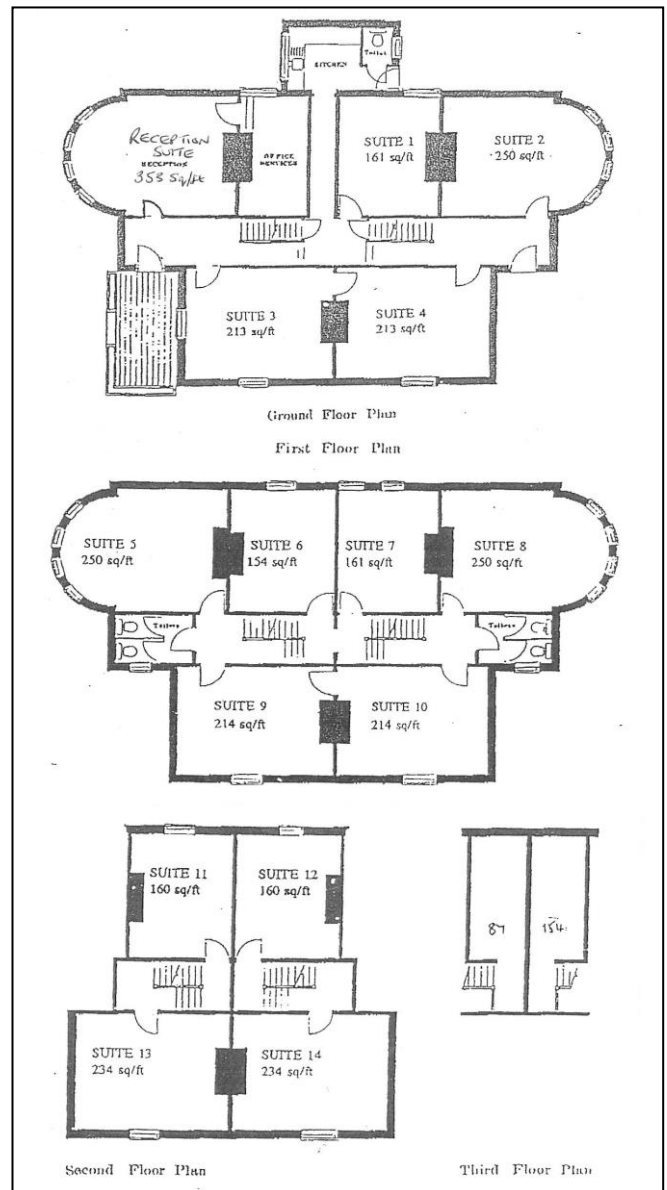 Toilet
KITCHEN
RECEPTION
SUITE
RECEPTION
353 Sq/ft
OFFICE
SERVICES
SUITE 1
161 sq/ft
SUITE 2
250 sq/ft
SUITE 3
213 sq/ft
SUITE 4
213 sq/ft
Ground Floor Plan
First Floor Plan
SUITE 5
250 sq/ft
SUITE 6
154 sq/ft
SUITE 7
161 sq/ft
SUITE 8
250 sq/ft
Toilets
Toilets
SUITE 9
214 sq/ft
SUITE 10
214 sq/ft
SUITE 11
160 sq/ft
SUITE 12
160 sq/ft
87
154
SUITE 13
234 sq/ft
SUITE 14
234 sq/ft
Second Floor Plan
Third Floor Plan